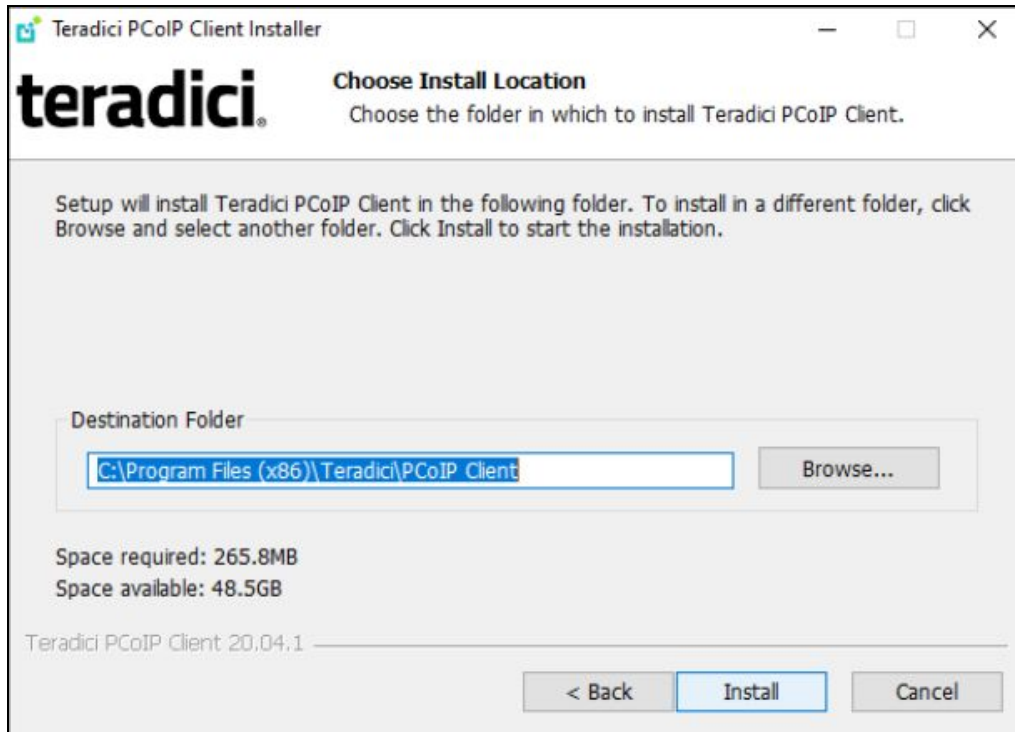 Teradici PCoIP Client Installer
teradici.
Choose Install Location
Choose the folder in which to install Teradici PCoIP Client.
Setup will install Teradici PCoIP Client in the following folder. To install in a different folder, click
Browse and select another folder. Click Install to start the installation.
Destination Folder
C:\Program Files (x86)\Teradici\PCoIP Client
Browse...
Space required: 265.8MB
Space available: 48.5GB
Teradici PCoIP Client 20.04.1
< Back
Install
Cancel